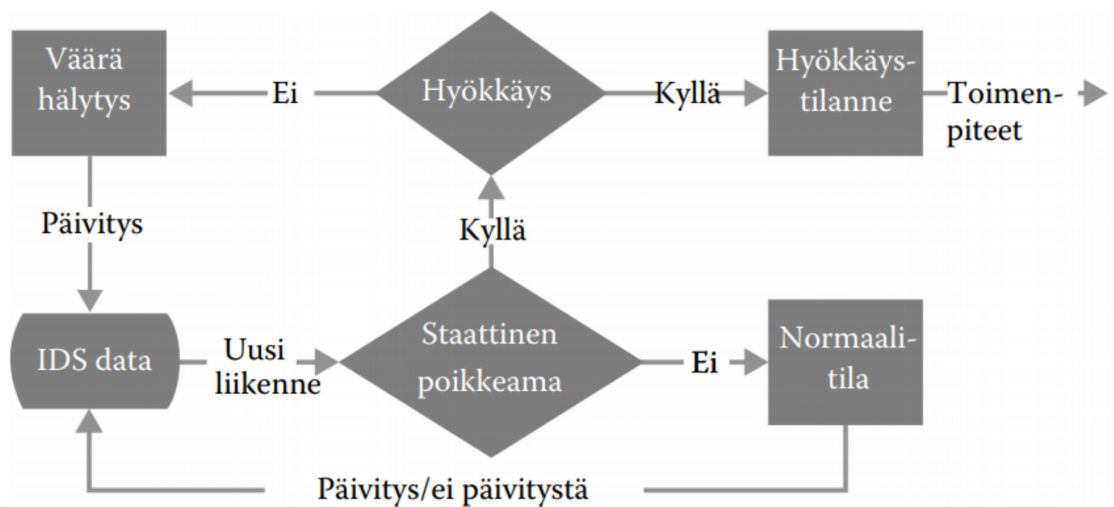 Väärä
hälytys
Ei
Hyökkäys
Kyllä
Hyökkäys-
tilanne
Toimen-
piteet
Päivitys
Kyllä
IDS data
Uusi
liikenne
Staattinen
poikkeama
Ei
Normaali-
tila
Päivitys/ei päivitystä